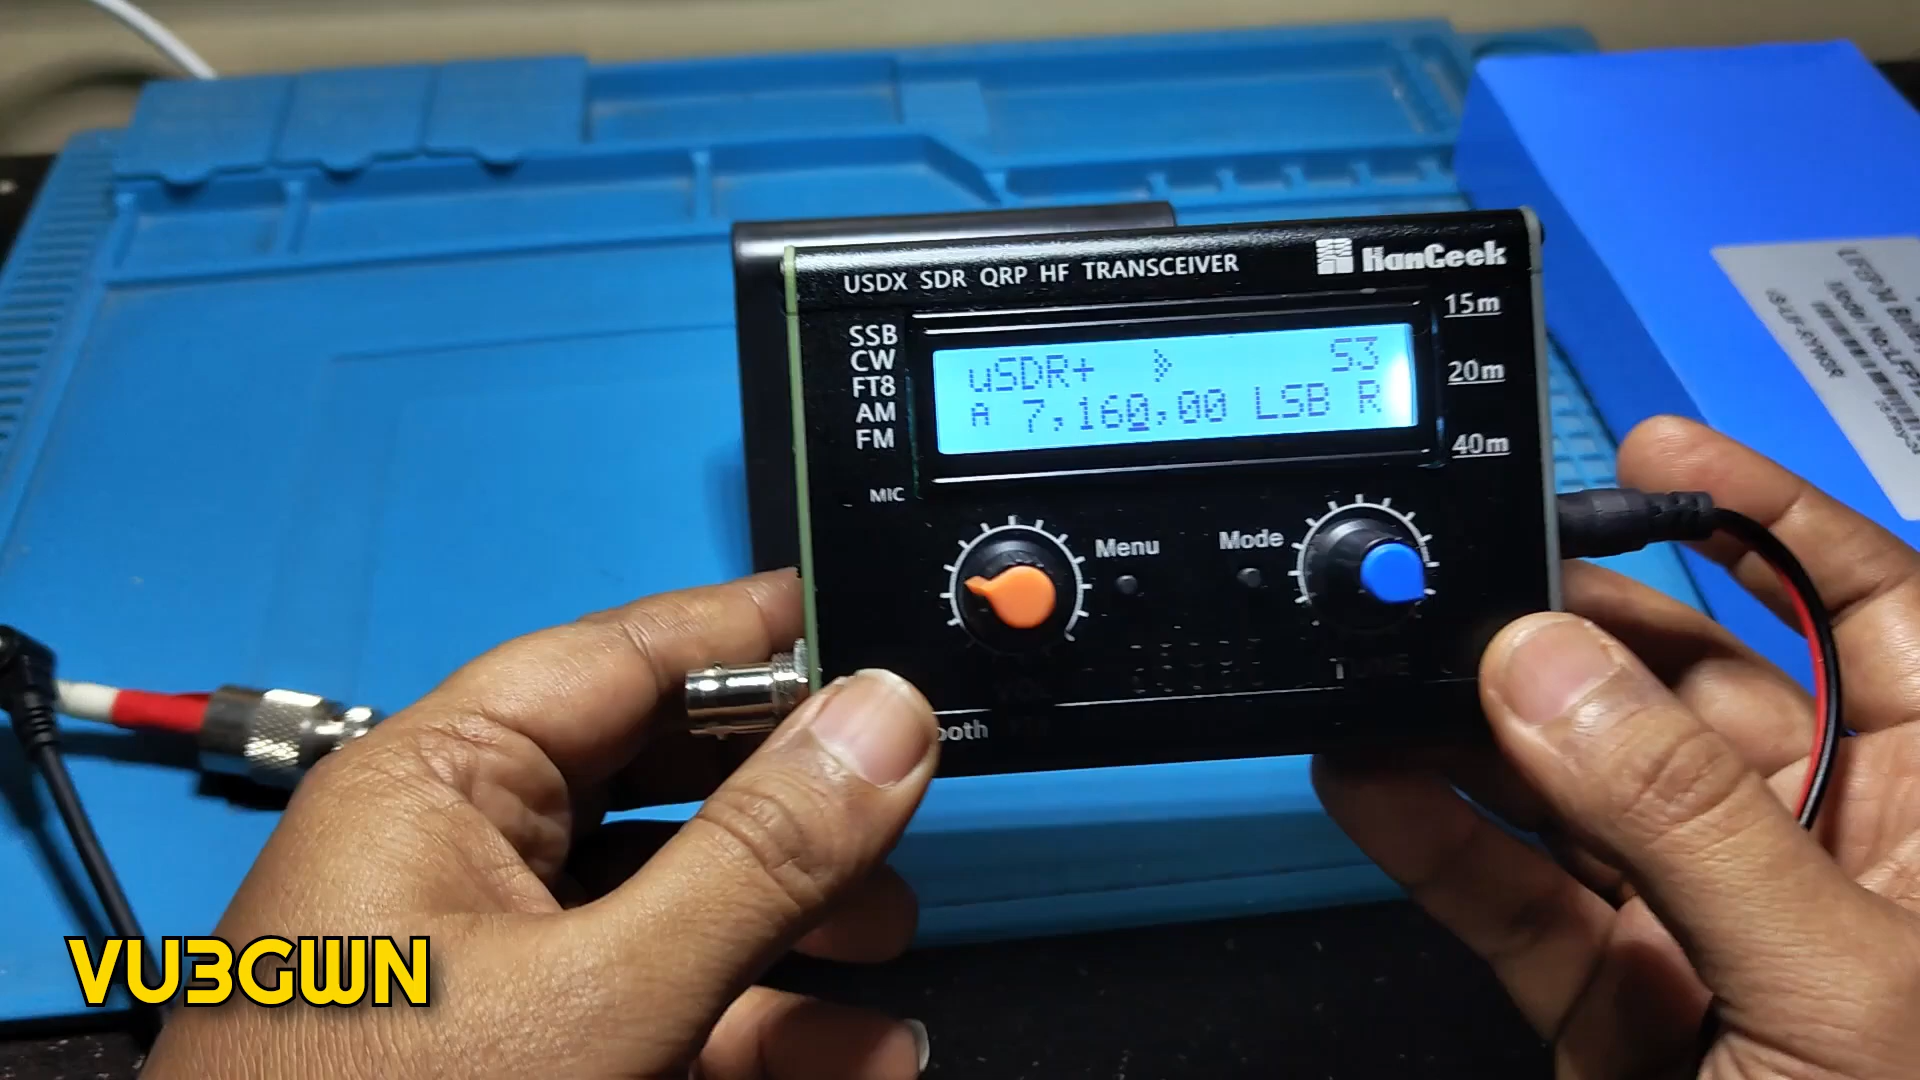 USDX SDR QRP HF TRANSCEIVER
HanGeek
15m
20m
40m
SSB
CW
FT8
AM
FM
MIC
uSDR+ S3
A 7,160,00 LSB R
Menu
Mode
TUNE
VU3GWN